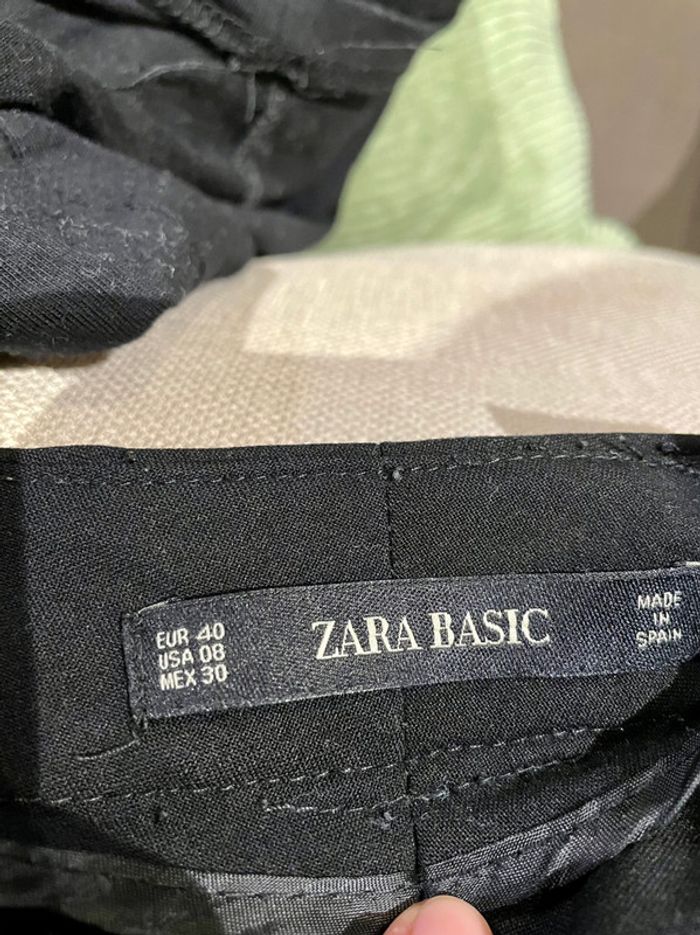 EUR 40
USA 08
MEX 30
ZARA BASIC
MADE
IN
SPAIN